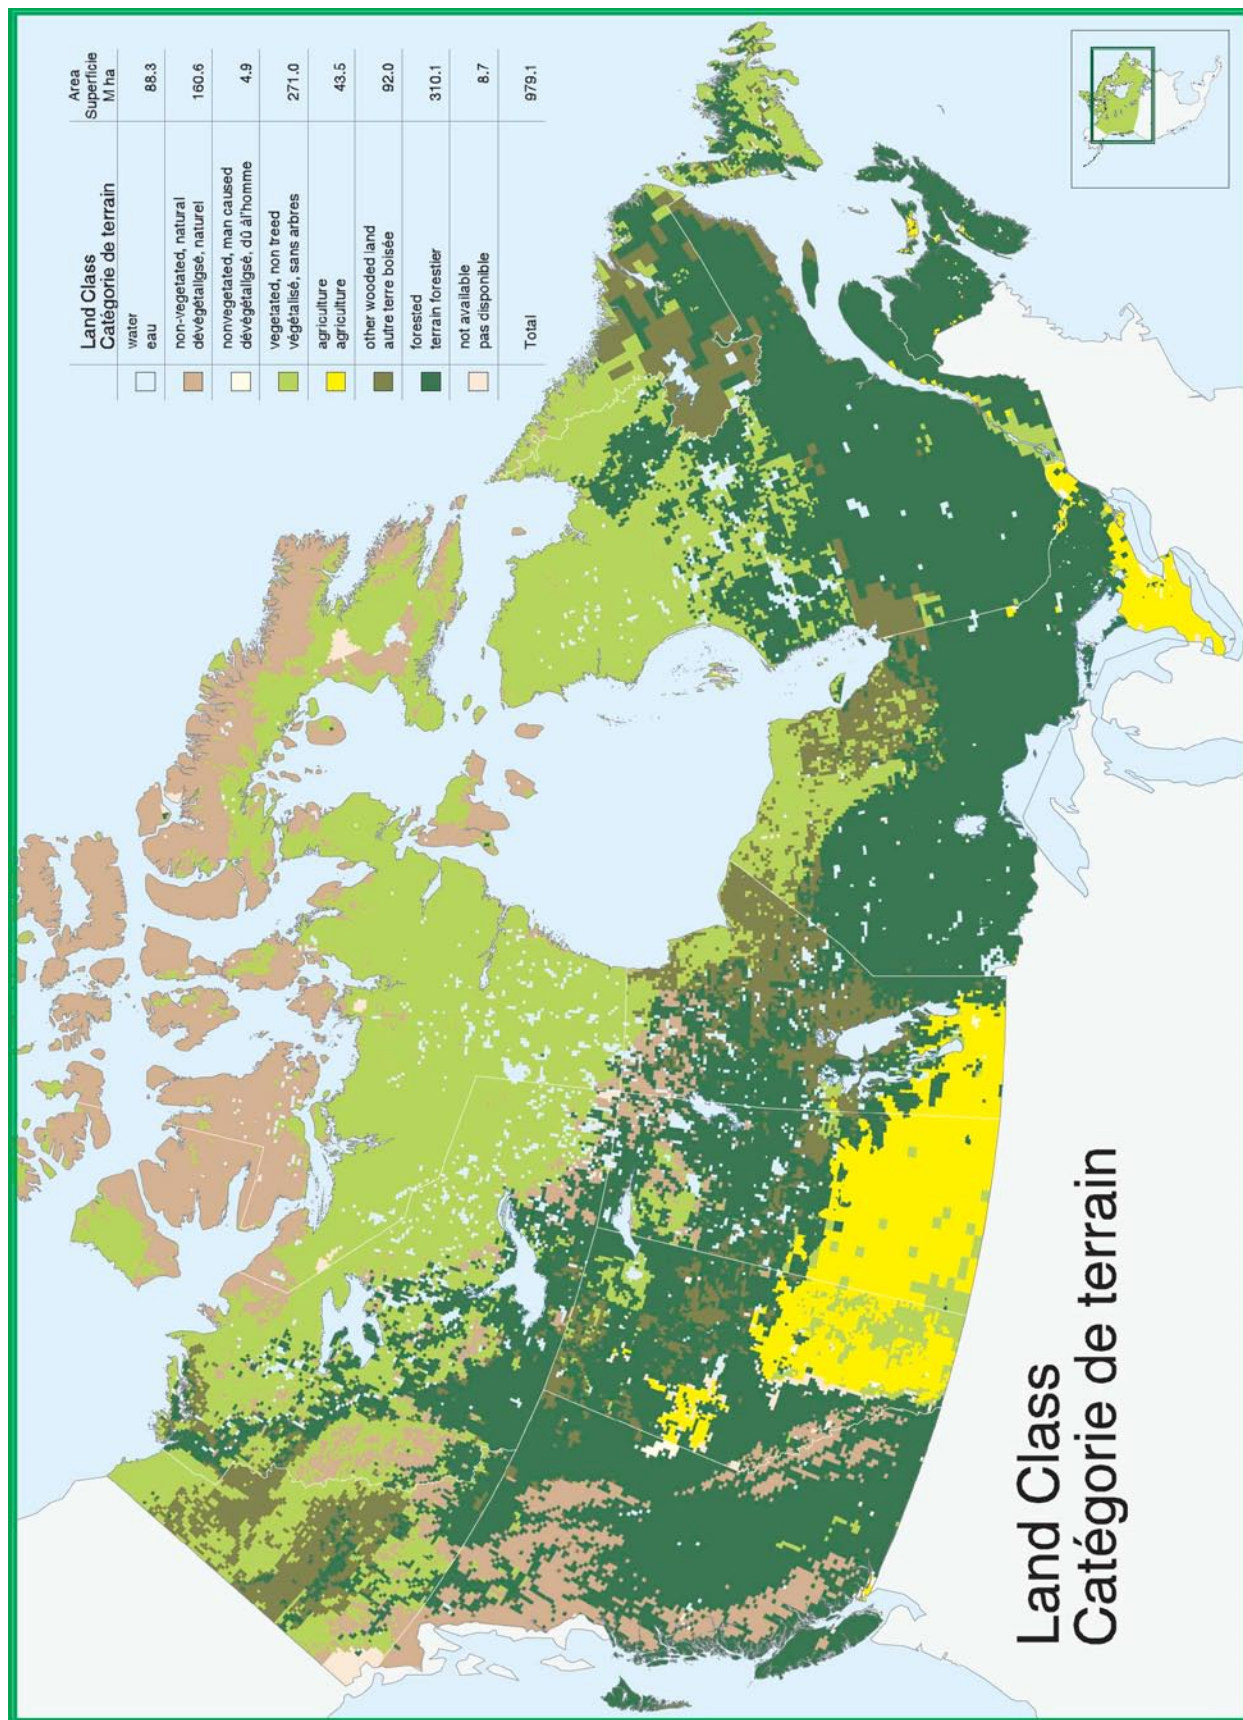 Land Class
Catégorie de terrain
Area
Superficie
M ha
water
eau
88.3
non-vegetated, natural
dévégétaligsé, naturel
160.6
nonvegetated, man caused
dévégétaligsé, dû àl'homme
4.9
vegetated, non treed
végétalisé, sans arbres
271.0
agriculture
agriculture
43.5
other wooded land
autre terre boisée
92.0
forested
terrain forestier
310.1
not available
pas disponible
8.7
Total
979.1
Land Class
Catégorie de terrain